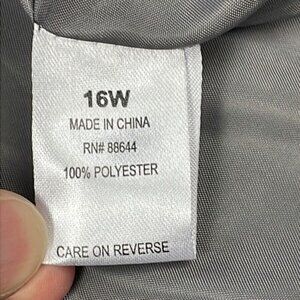 16W
MADE IN CHINA
RN# 88644
100% POLYESTER
CARE ON REVERSE